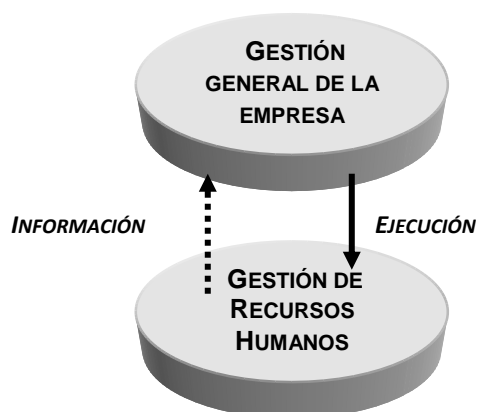 GESTIÓN
GENERAL DE LA
EMPRESA
INFORMACIÓN
EJECUCIÓN
GESTIÓN DE
RECURSOS
HUMANOS